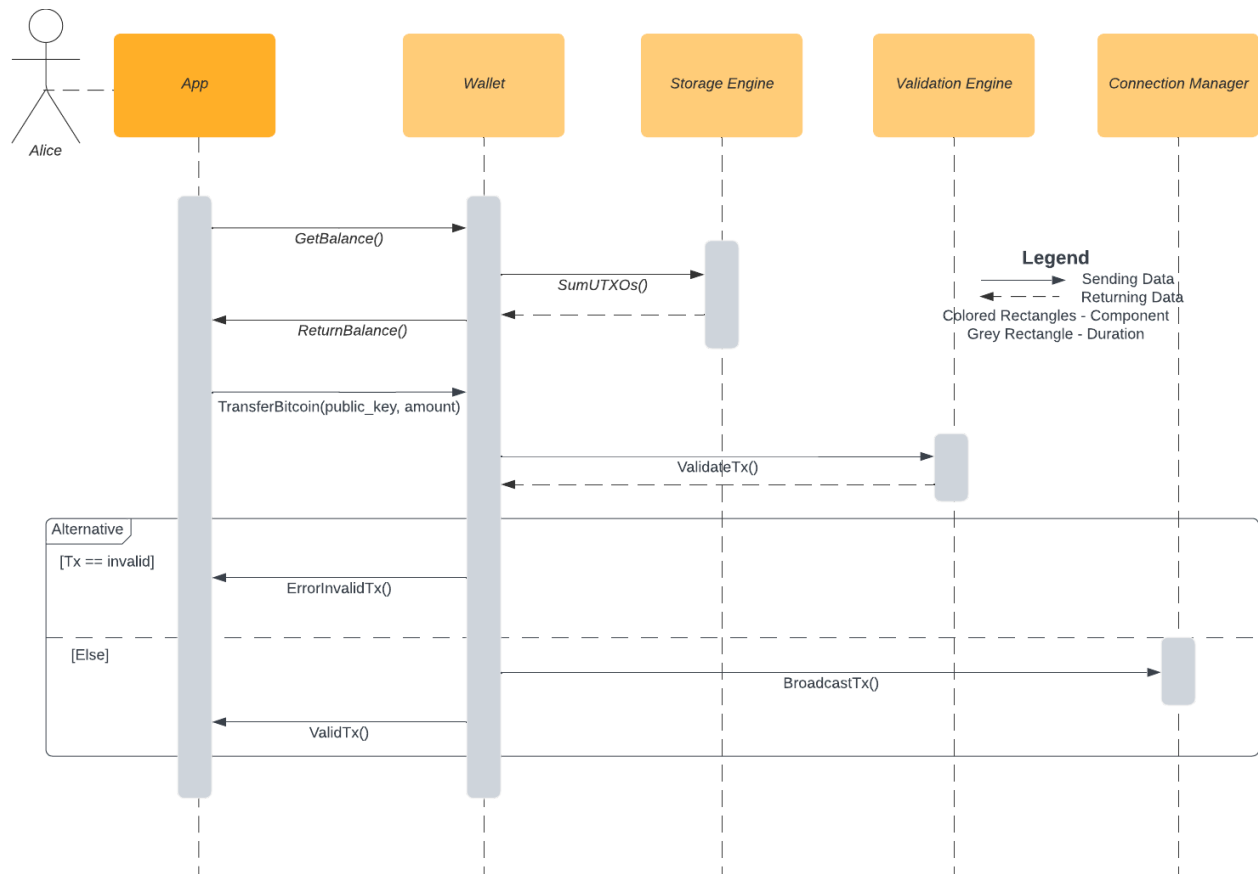 App
Wallet
Storage Engine
Validation Engine
Connection Manager
Alice
GetBalance()
Legend
Sending Data
SumUTXOs()
Returning Data
Colored Rectangles - Component
ReturnBalance()
Grey Rectangle - Duration
TransferBitcoin(public_key, amount)
ValidateTx()
Alternative
[Tx == invalid]
ErrorInvalidTx()
[Else]
BroadcastTx()
ValidTx()